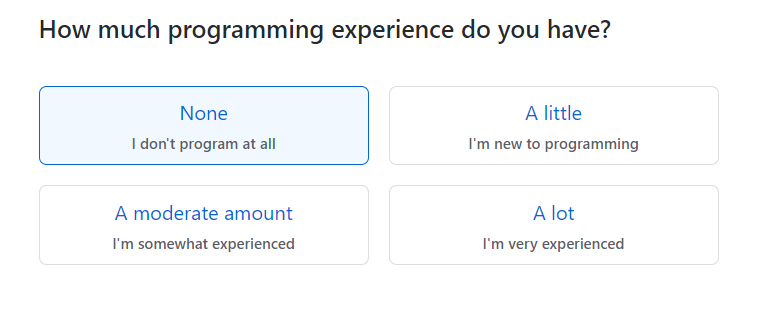 How much programming experience do you have?
None
I don't program at all
A little
I'm new to programming
A moderate amount
I'm somewhat experienced
A lot
I'm very experienced